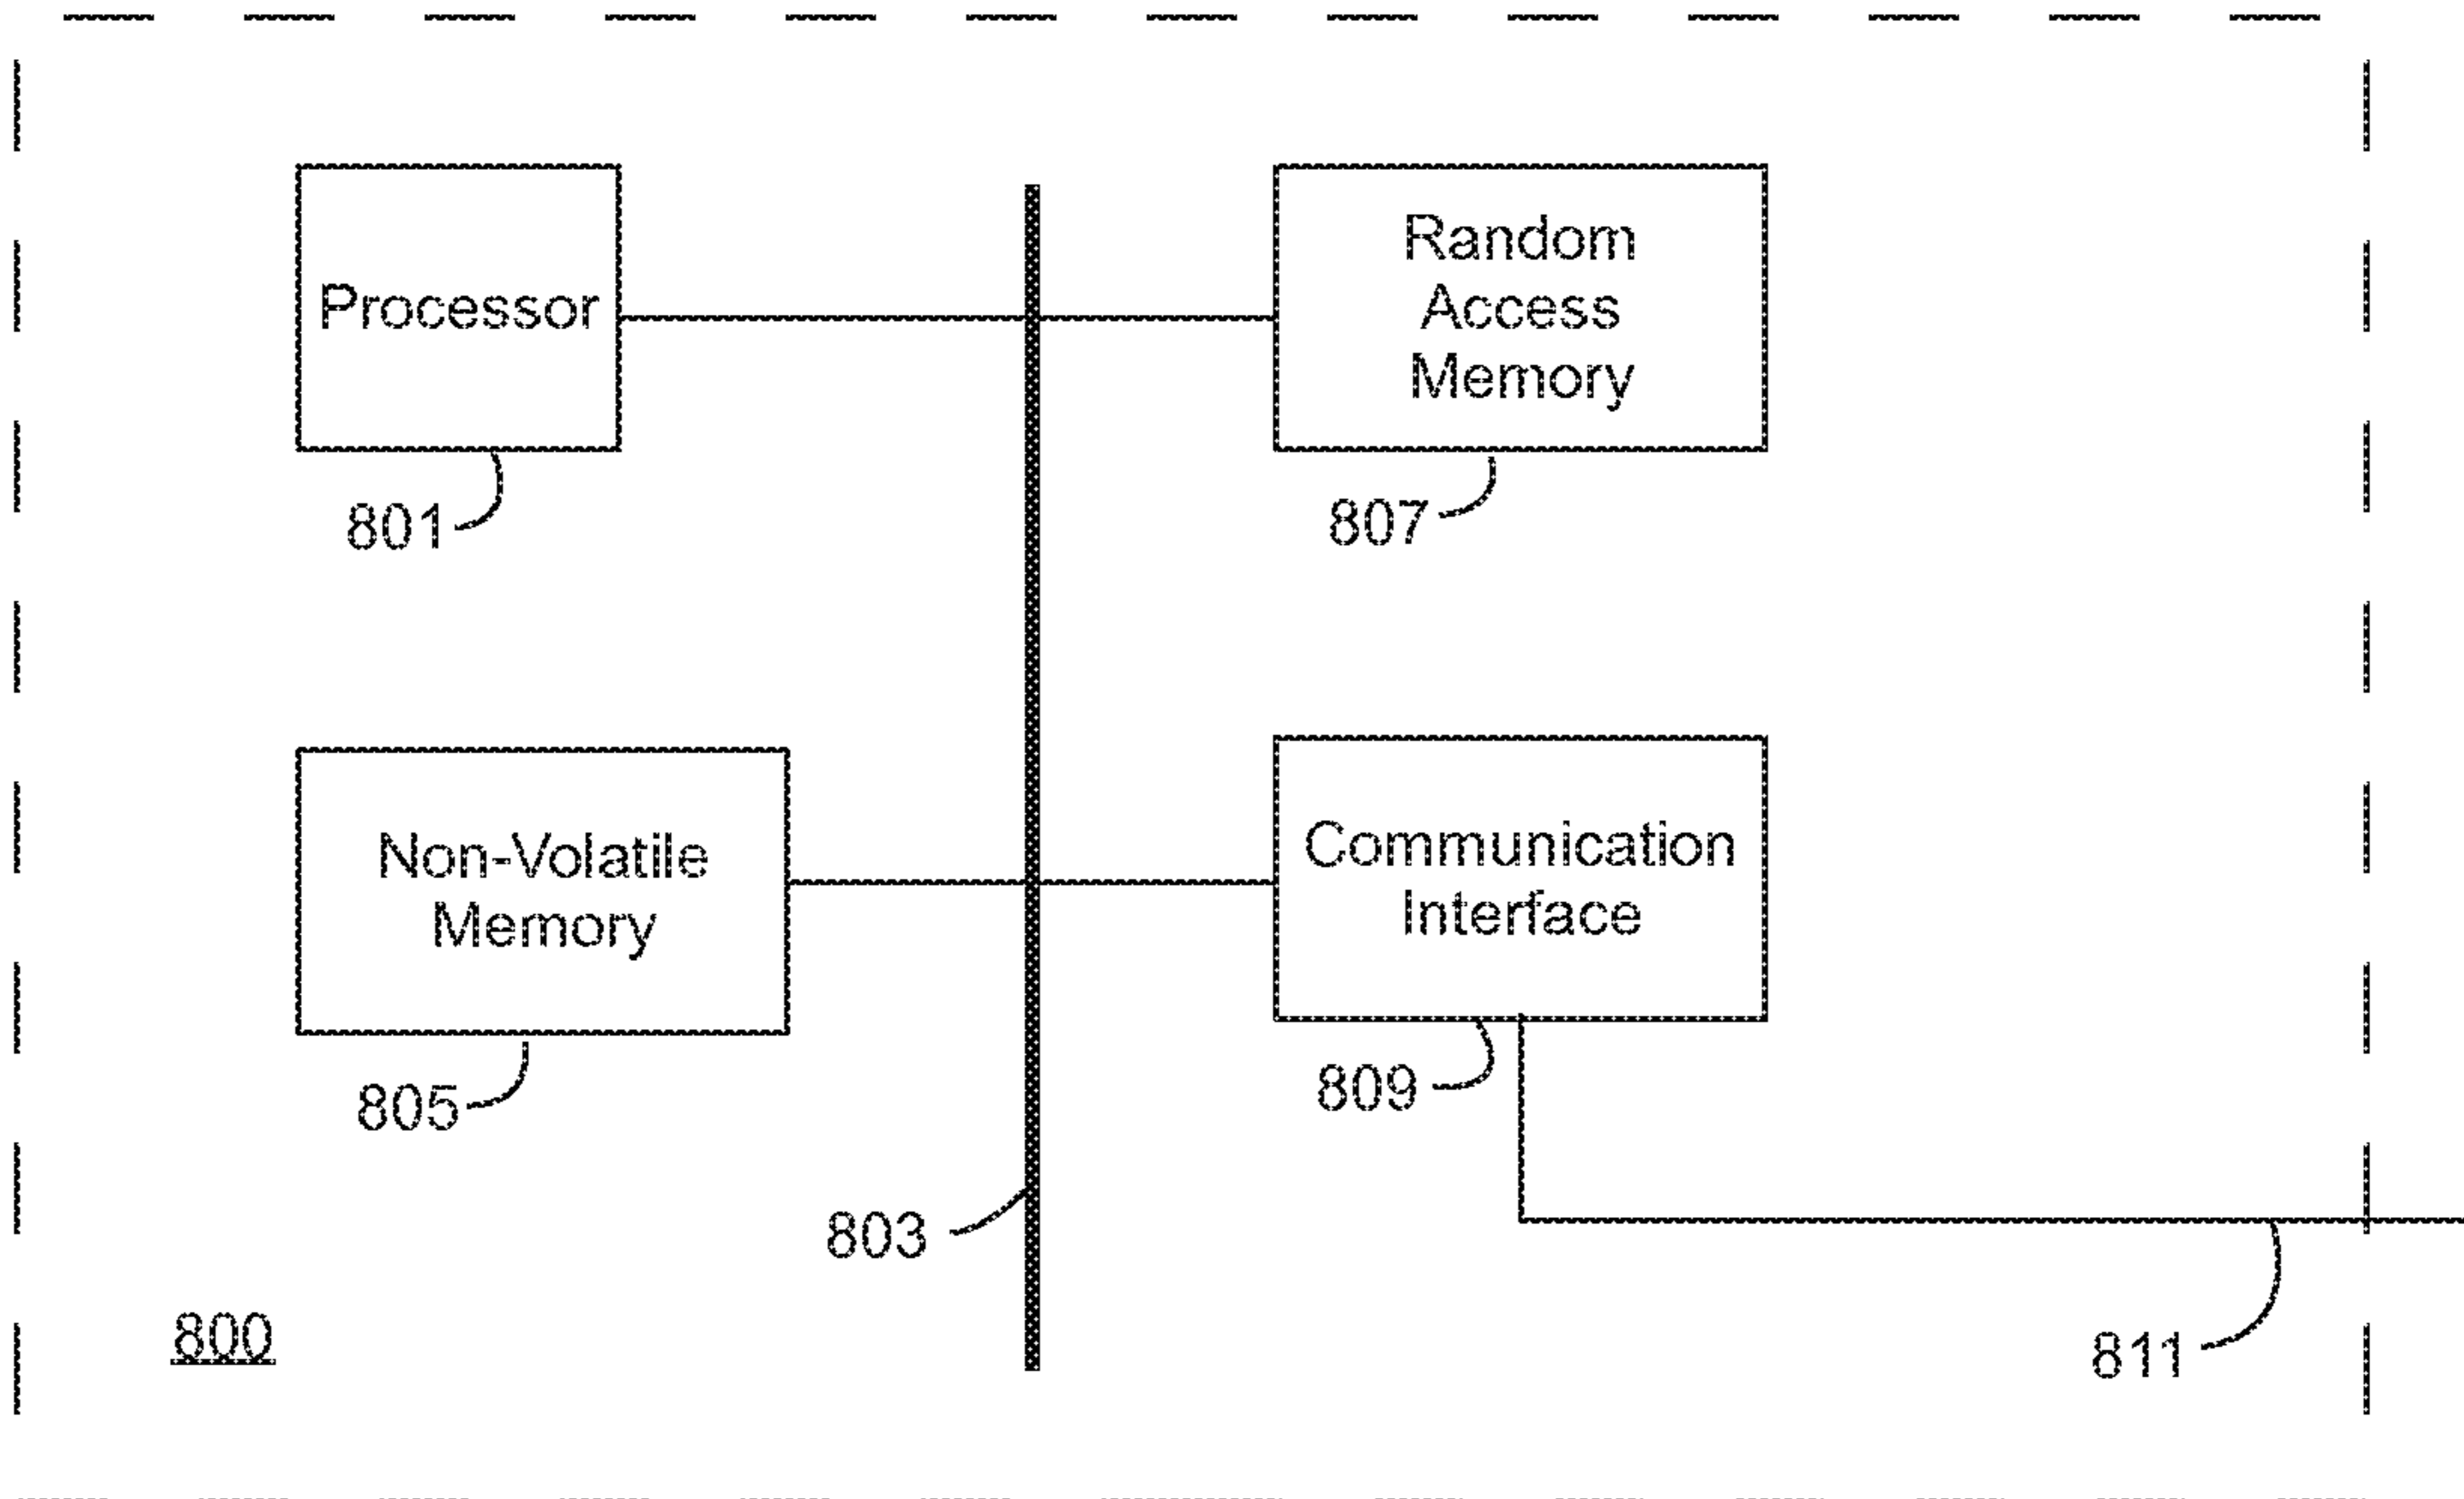 Processor
801
Random
Access
Memory
807
Non-Volatile
Memory
805
Communication
Interface
809
803
800
811